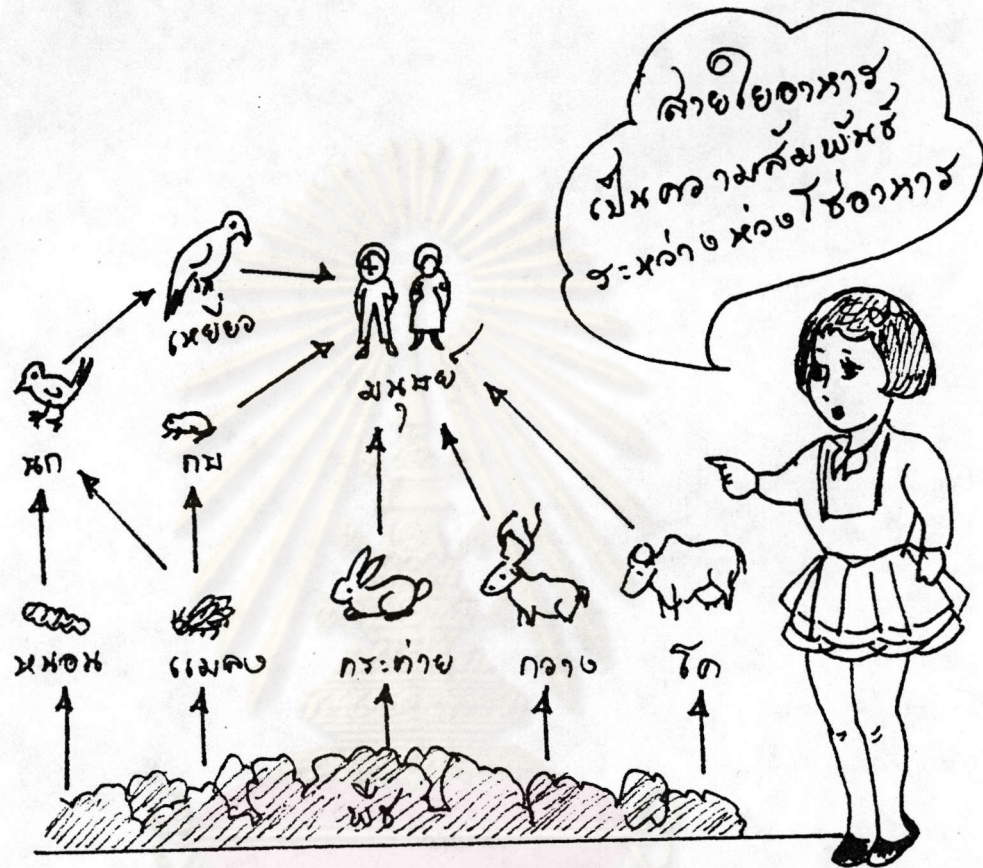 สายใยอาหาร
เป็นความสัมพันธ์
ระหว่างห่วงโซ่อาหาร
เหยี่ยว
มนุษย์
นก
กบ
หนอน
แมลง
กระต่าย
กวาง
โค
พืช